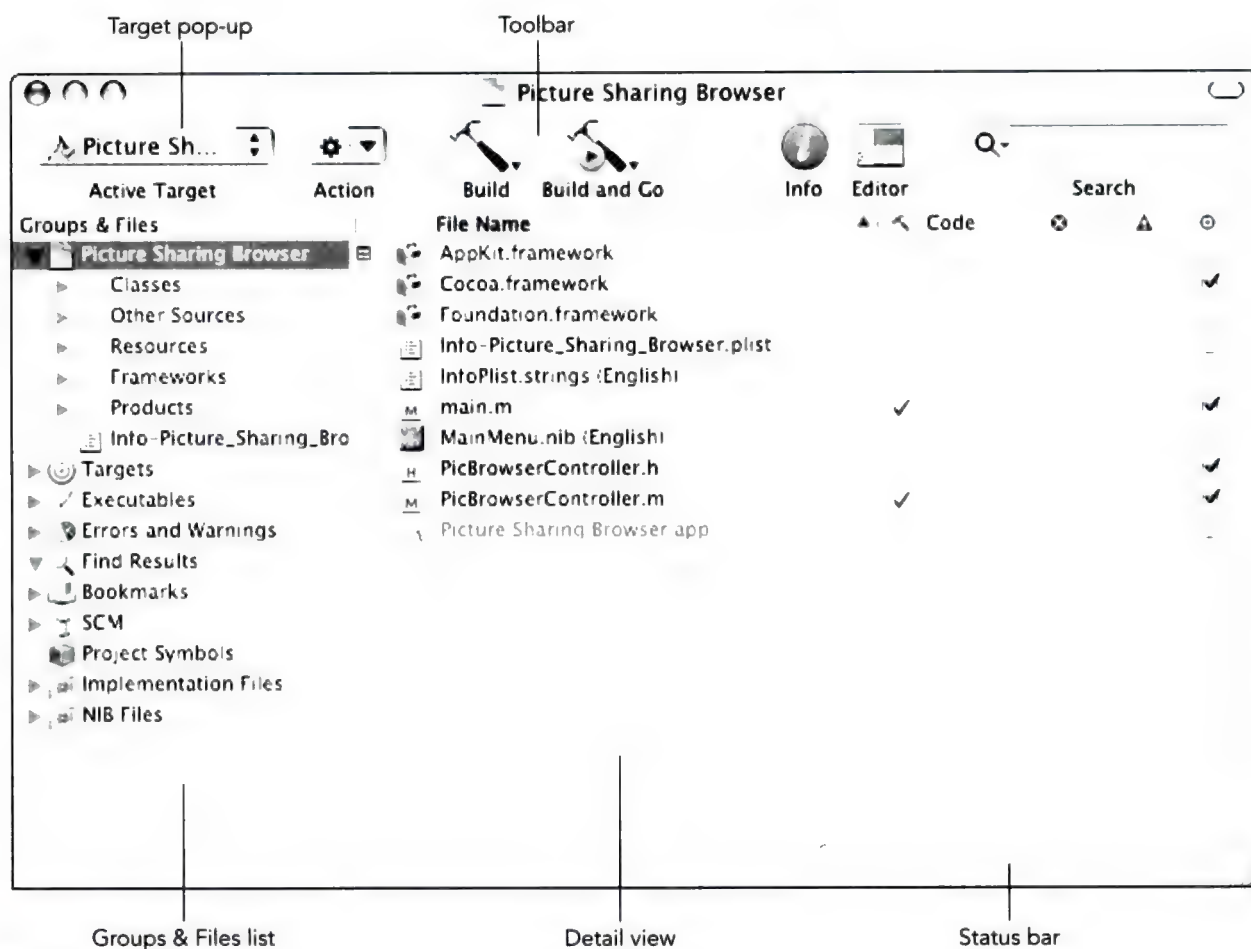 Target pop-up
Toolbar
Picture Sharing Browser
Picture Sh...
Active Target
Action
Build
Build and Go
Info
Editor
Search
Groups & Files
File Name
Code
Picture Sharing Browser
AppKit.framework
Classes
Cocoa.framework
Other Sources
Foundation.framework
Resources
Info-Picture_Sharing_Browser.plist
Frameworks
InfoPlist.strings (English)
Products
main.m
Info-Picture_Sharing_Bro
MainMenu.nib (English)
Targets
PicBrowserController.h
Executables
PicBrowserController.m
Errors and Warnings
Picture Sharing Browser app
Find Results
Bookmarks
SCM
Project Symbols
Implementation Files
NIB Files
Groups & Files list
Detail view
Status bar